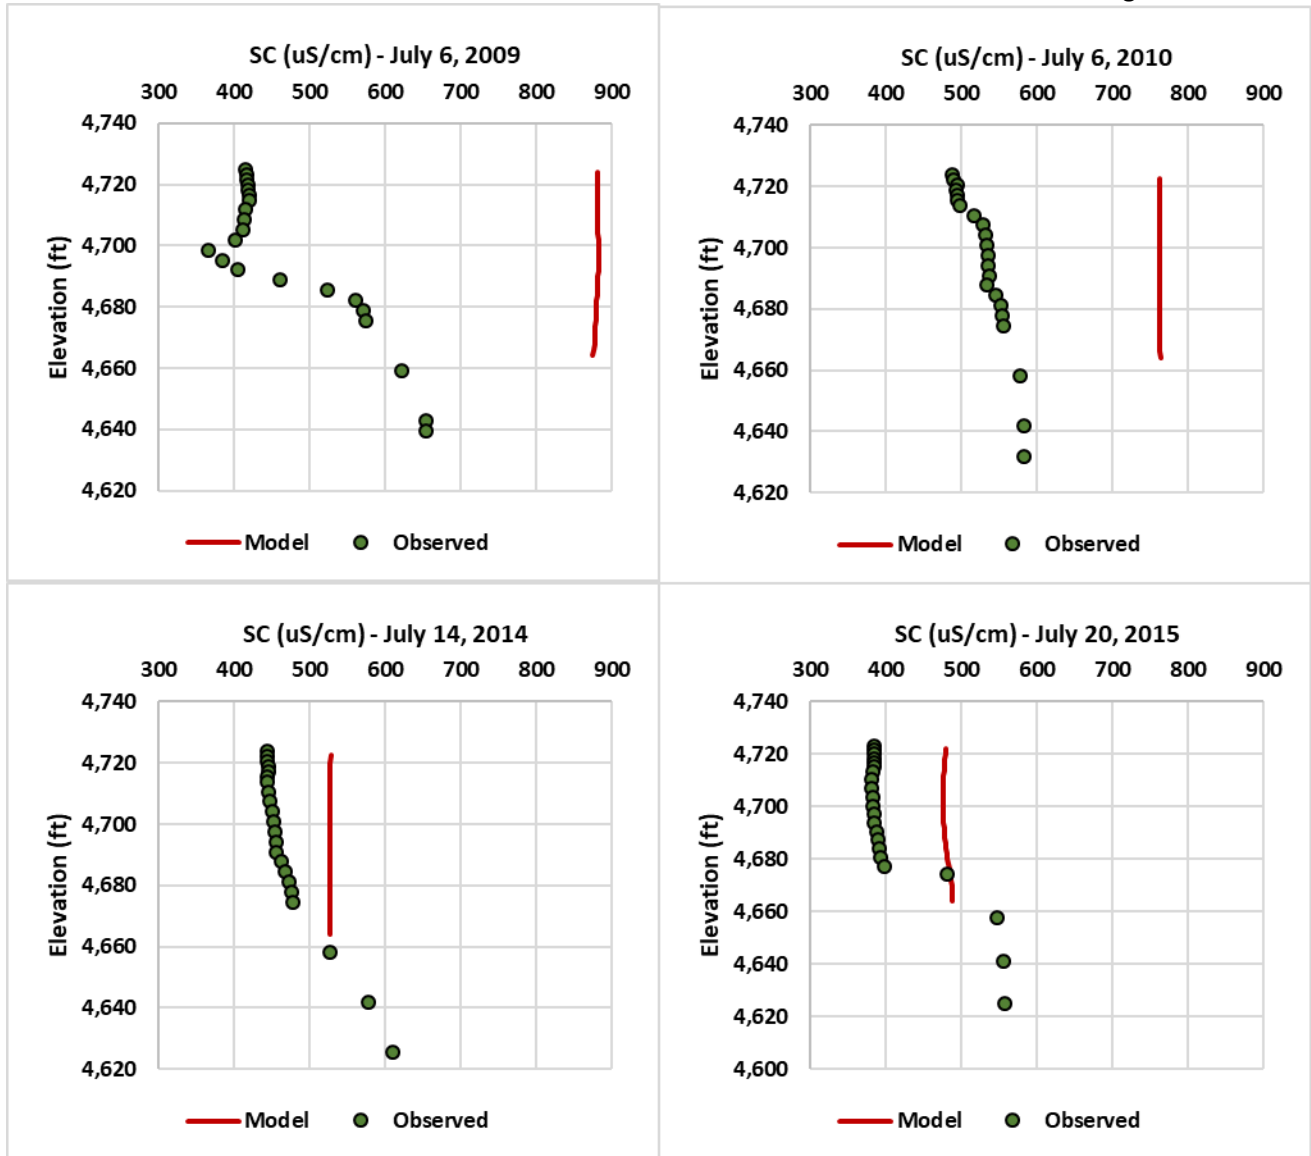 g
SC (uS/cm) - July 6, 2009
300 400 500 600 700 800 900
4,740
4,720
4,700
4,680
4,660
4,640
4,620
Elevation (ft)
Model Observed
SC (uS/cm) - July 6, 2010
300 400 500 600 700 800 900
4,740
4,720
4,700
4,680
4,660
4,640
4,620
Elevation (ft)
Model Observed
SC (uS/cm) - July 14, 2014
300 400 500 600 700 800 900
4,740
4,720
4,700
4,680
4,660
4,640
4,620
Elevation (ft)
Model Observed
SC (uS/cm) - July 20, 2015
300 400 500 600 700 800 900
4,740
4,720
4,700
4,680
4,660
4,640
4,620
4,600
Elevation (ft)
Model Observed